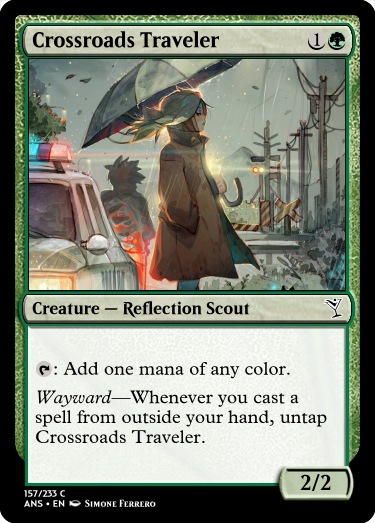 Crossroads Traveler 1
Creature — Reflection Scout
: Add one mana of any color.
Wayward—Whenever you cast a
spell from outside your hand, untap
Crossroads Traveler.
2/2
157/233 C
ANS • EN Simone Ferrero